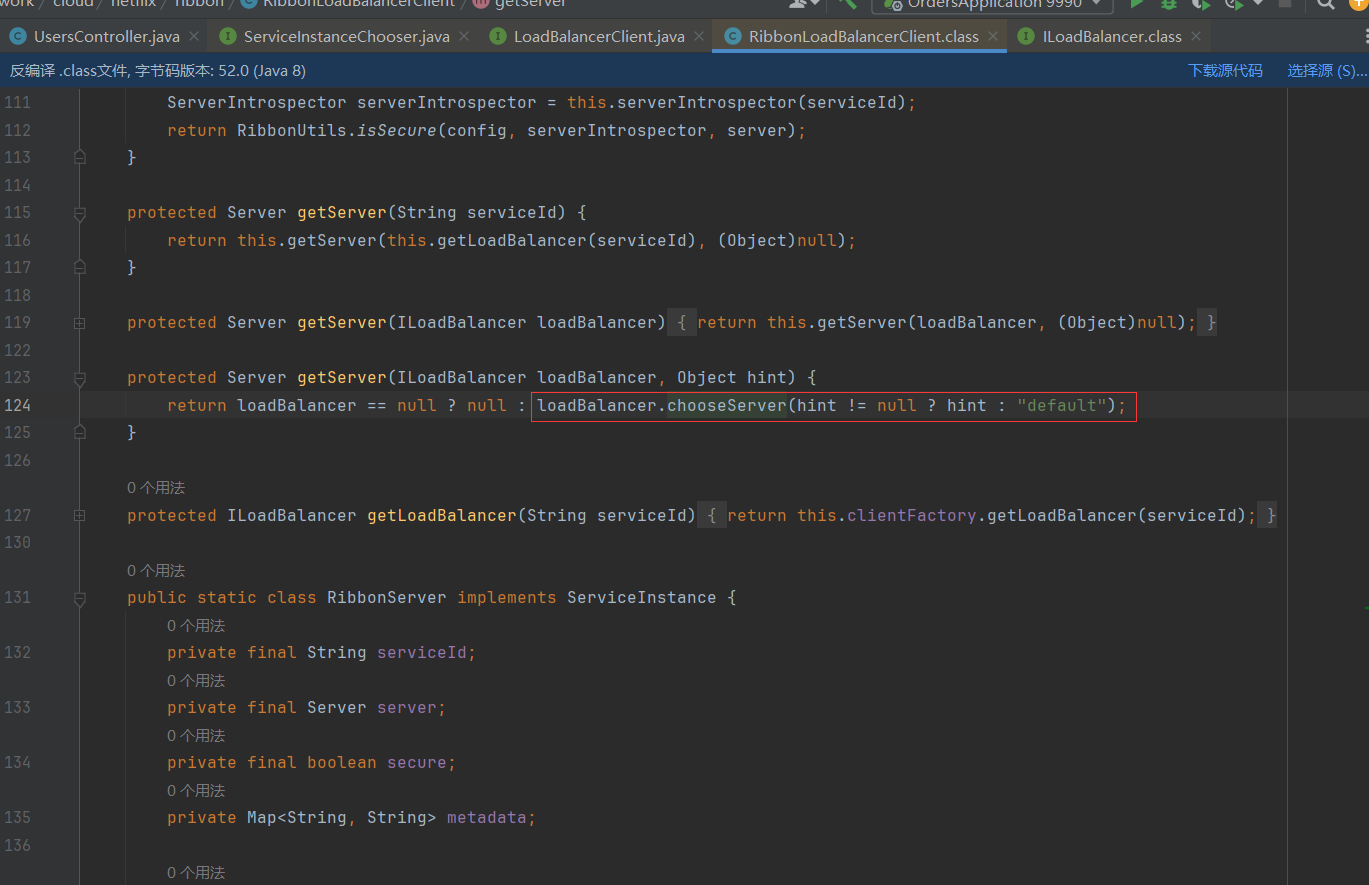 work / cloud / netflix / ribbon / RibbonLoadBalancerClient / getServer OrdersApplication 9990
UsersController.java ServiceInstanceChooser.java LoadBalancerClient.java RibbonLoadBalancerClient.class ILoadBalancer.class
反编译 .class文件, 字节码版本: 52.0 (Java 8) 下载源代码 选择源 (S)...
111 ServerIntrospector serverIntrospector = this.serverIntrospector(serviceId);
112 return RibbonUtils.isSecure(config, serverIntrospector, server);
113 }
114
115 protected Server getServer(String serviceId) {
116 return this.getServer(this.getLoadBalancer(serviceId), (Object)null);
117 }
118
119 protected Server getServer(ILoadBalancer loadBalancer) { return this.getServer(loadBalancer, (Object)null); }
122
123 protected Server getServer(ILoadBalancer loadBalancer, Object hint) {
124 return loadBalancer == null ? null : loadBalancer.chooseServer(hint != null ? hint : "default");
125 }
126
0 个用法
127 protected ILoadBalancer getLoadBalancer(String serviceId) { return this.clientFactory.getLoadBalancer(serviceId); }
130
0 个用法
131 public static class RibbonServer implements ServiceInstance {
0 个用法
132 private final String serviceId;
0 个用法
133 private final Server server;
0 个用法
134 private final boolean secure;
0 个用法
135 private Map<String, String> metadata;
136
0 个用法